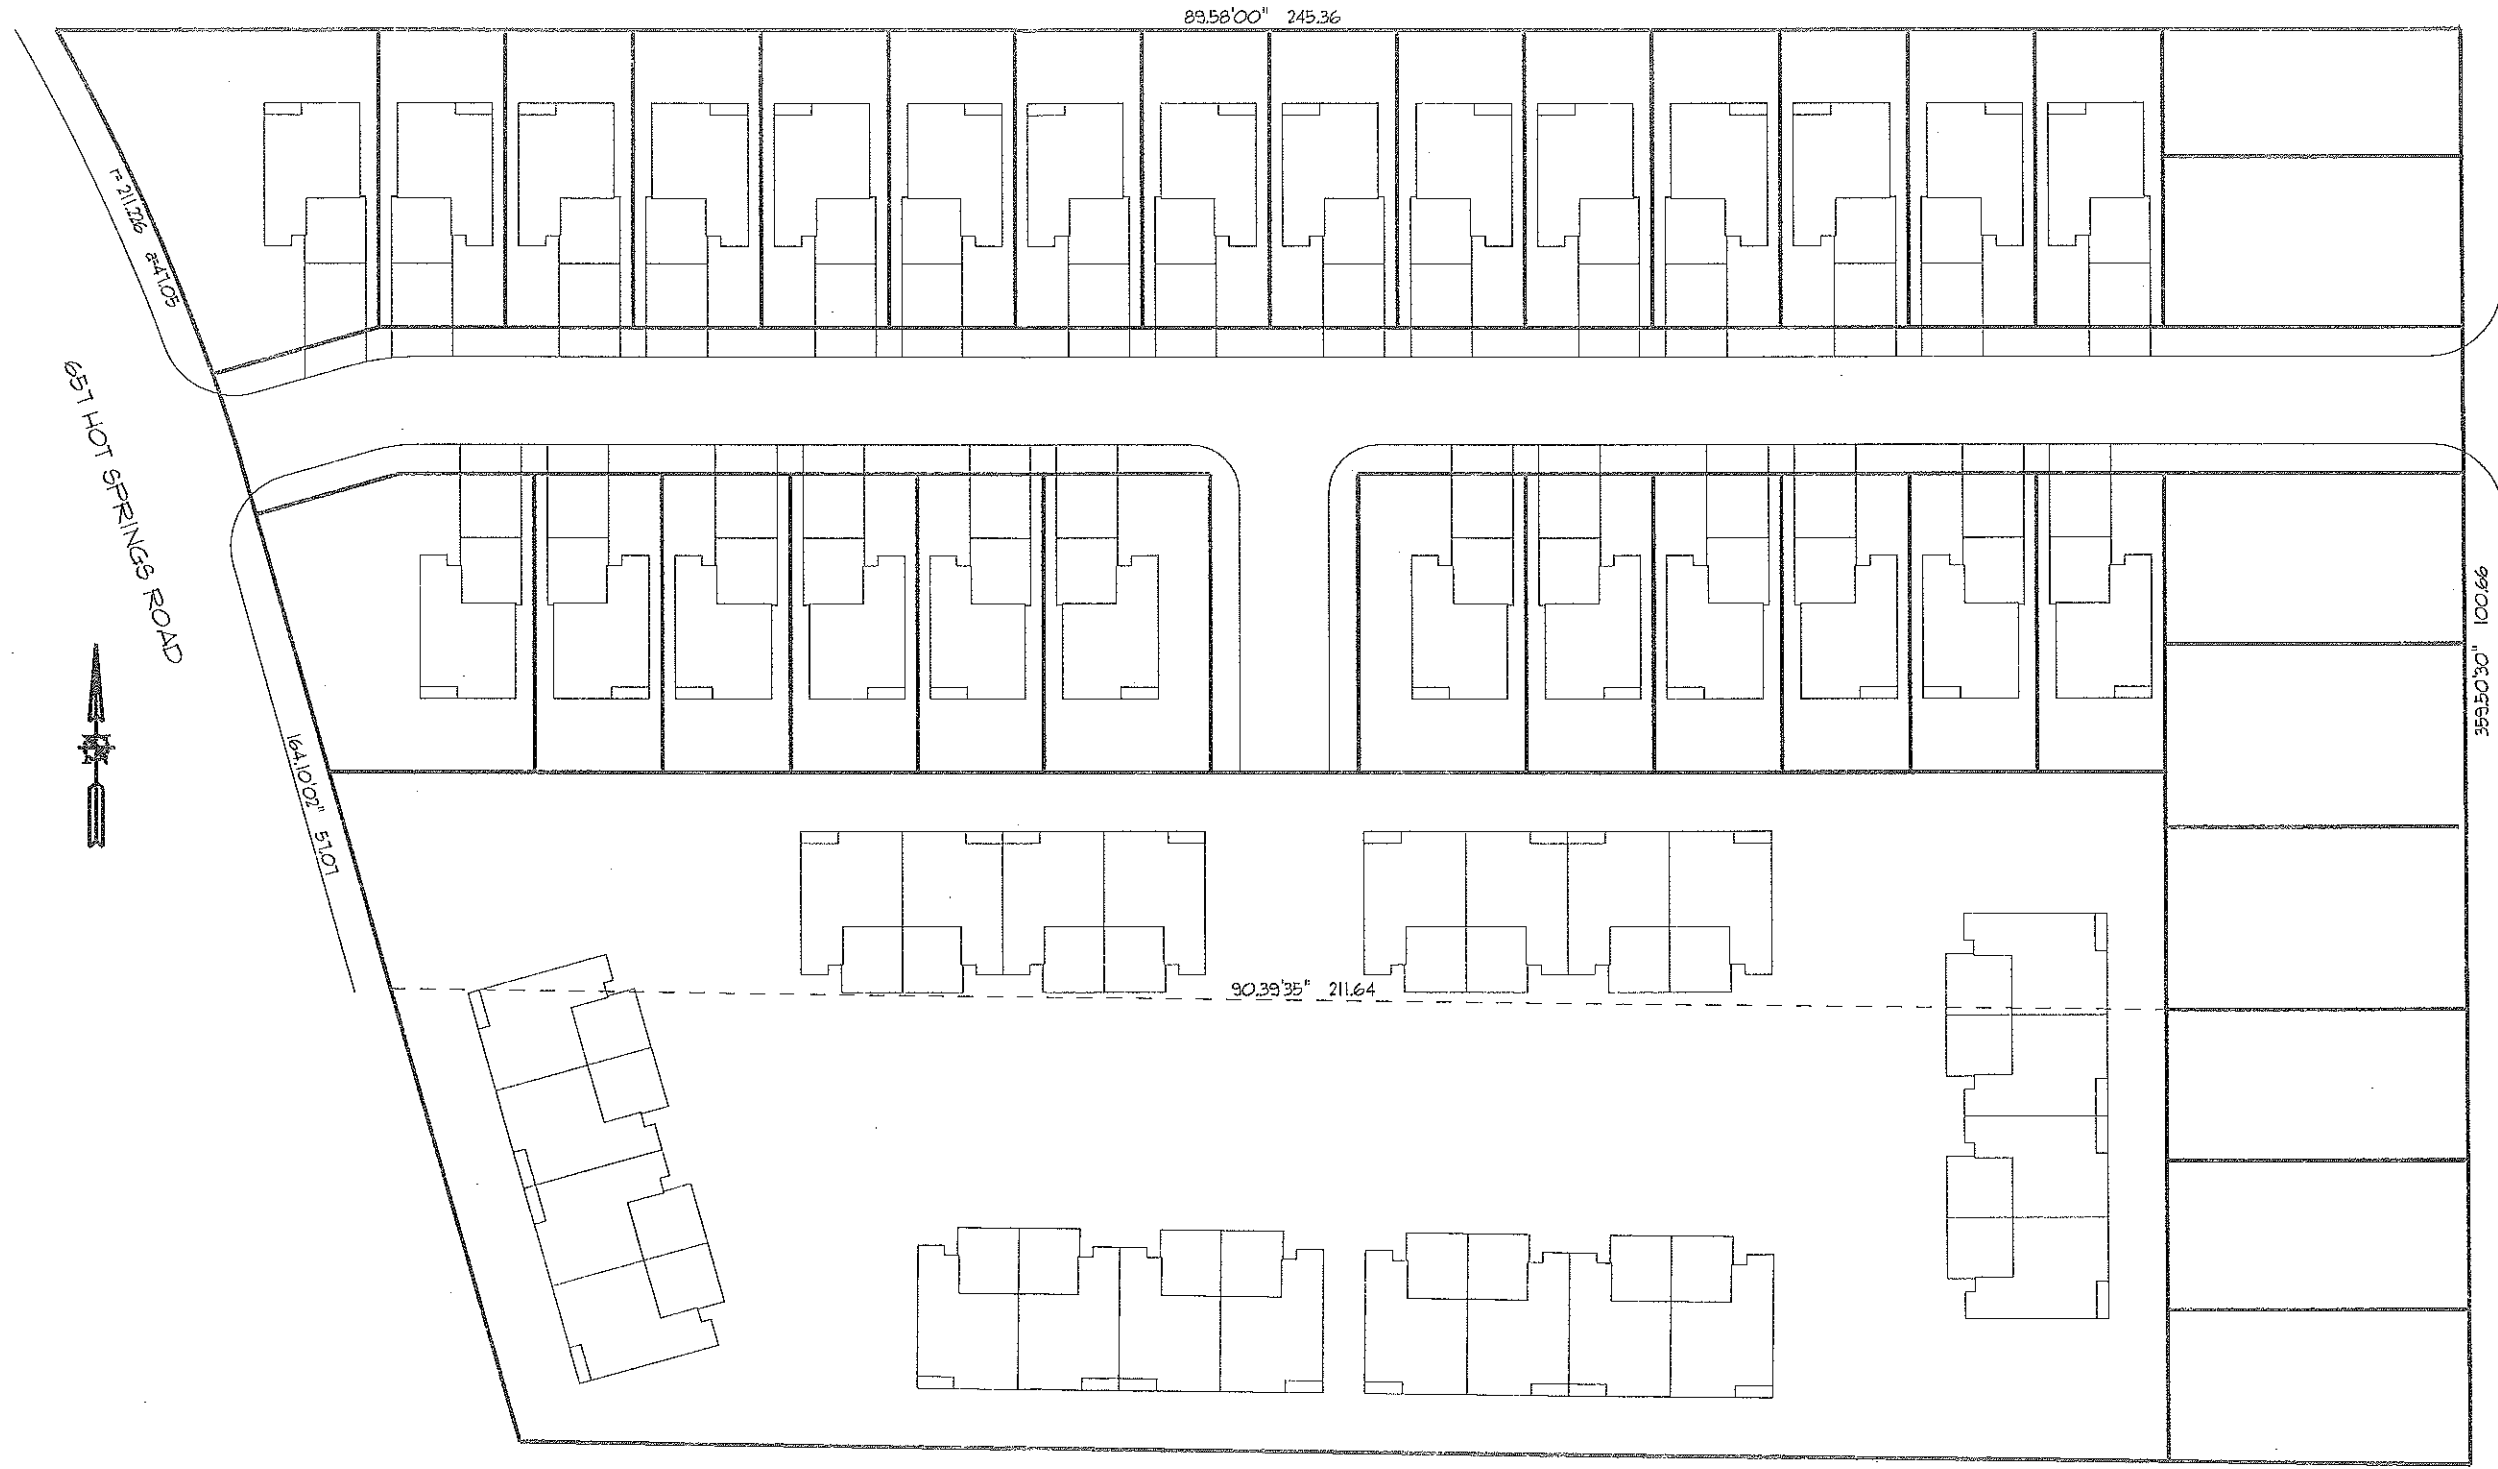 89.58'00" 245.36
r= 211.226 a=47.05
657 HOT SPRINGS ROAD
359.50'30" 100.66
164.10'02" 57.07
90.39'35" 211.64